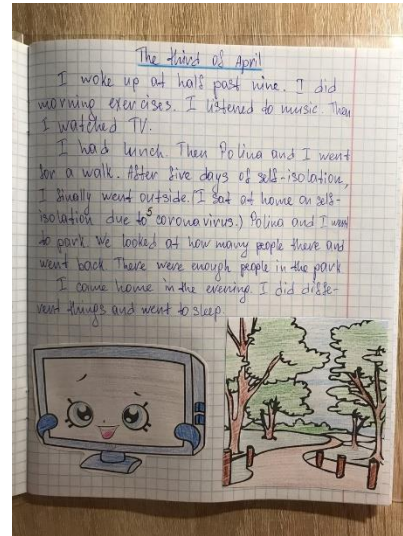 The third of April
I woke up at half past nine. I did
morning exercises. I listened to music. Then
I watched TV.
I had lunch. Then Polina and I went
for a walk. After five days of self-isolation,
I finally went outside. (I sat at home on self-
isolation due to coronavirus.) Polina and I went
to park. We looked at how many people there and
went back. There were enough people in the park.
I came home in the evening. I did diffe-
rent things and went to sleep.